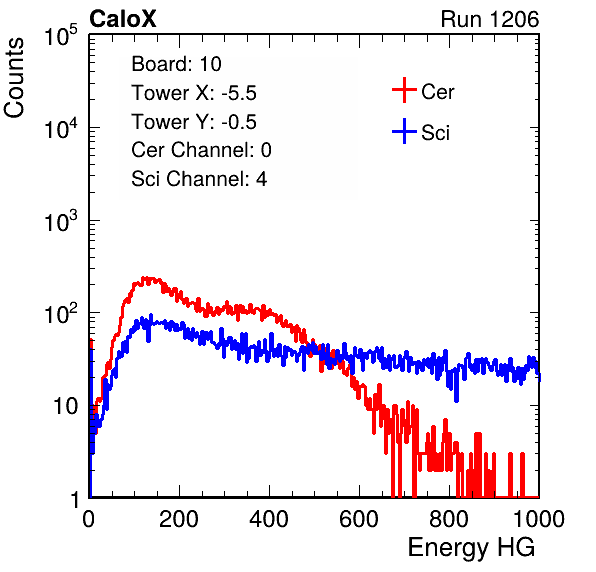 CaloX Run 1206
Counts
10^5
10^4
10^3
10^2
10
1
Board: 10
Tower X: -5.5
Tower Y: -0.5
Cer Channel: 0
Sci Channel: 4
Cer
Sci
0 200 400 600 800 1000
Energy HG